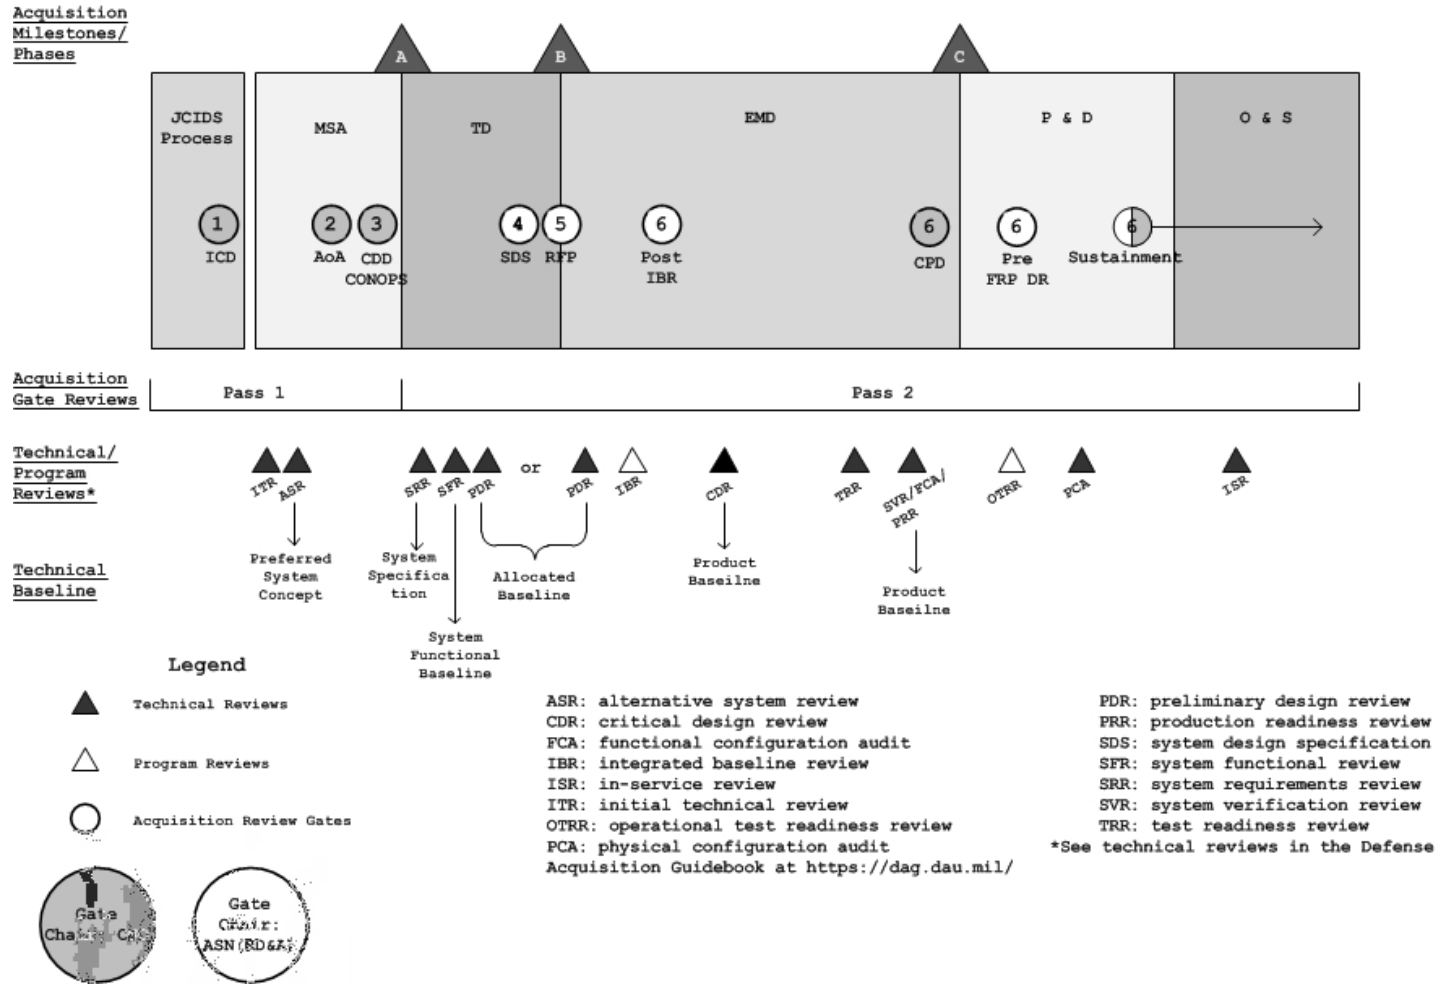 Acquisition
Milestones/
Phases
A
B
C
JCIDS
Process
MSA
TD
EMD
P & D
O & S
1
2
3
4
5
6
6
6
6
ICD
AoA
CDD
CONOPS
SDS
RFP
Post
IBR
CPD
Pre
FRP DR
Sustainment
Acquisition
Gate Reviews
Pass 1
Pass 2
Technical/
Program
Reviews*
ITR
ASR
SRR
SFR
PDR
or
PDR
IBR
CDR
TRR
SVR/FCA/
PRR
OTRR
PCA
ISR
Technical
Baseline
Preferred
System
Concept
System
Specifica
tion
System
Functional
Baseline
Allocated
Baseline
Product
Baseilne
Product
Baseilne
Legend
Technical Reviews
Program Reviews
Acquisition Review Gates
Gate
Gate
Chair:
ASN(RD&A)
ASR: alternative system review
CDR: critical design review
FCA: functional configuration audit
IBR: integrated baseline review
ISR: in-service review
ITR: initial technical review
OTRR: operational test readiness review
PCA: physical configuration audit
Acquisition Guidebook at https://dag.dau.mil/
PDR: preliminary design review
PRR: production readiness review
SDS: system design specification
SFR: system functional review
SRR: system requirements review
SVR: system verification review
TRR: test readiness review
*See technical reviews in the Defense